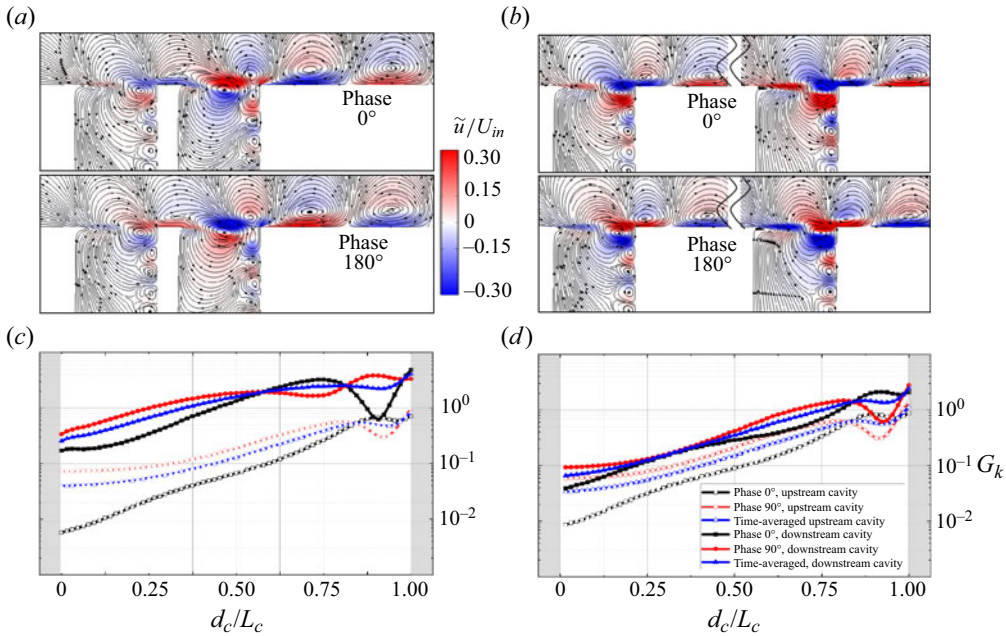 (a)
(b)
Phase
0°
Phase
0°
ũ/U_in
0.30
0.15
0
–0.15
–0.30
Phase
180°
Phase
180°
(c)
(d)
10^0
10^–1
10^–2
10^0
10^–1
10^–2
G_k
Phase 0°, upstream cavity
Phase 90°, upstream cavity
Time-averaged upstream cavity
Phase 0°, downstream cavity
Phase 90°, downstream cavity
Time-averaged, downstream cavity
0 0.25 0.50 0.75 1.00
0 0.25 0.50 0.75 1.00
d_c/L_c
d_c/L_c